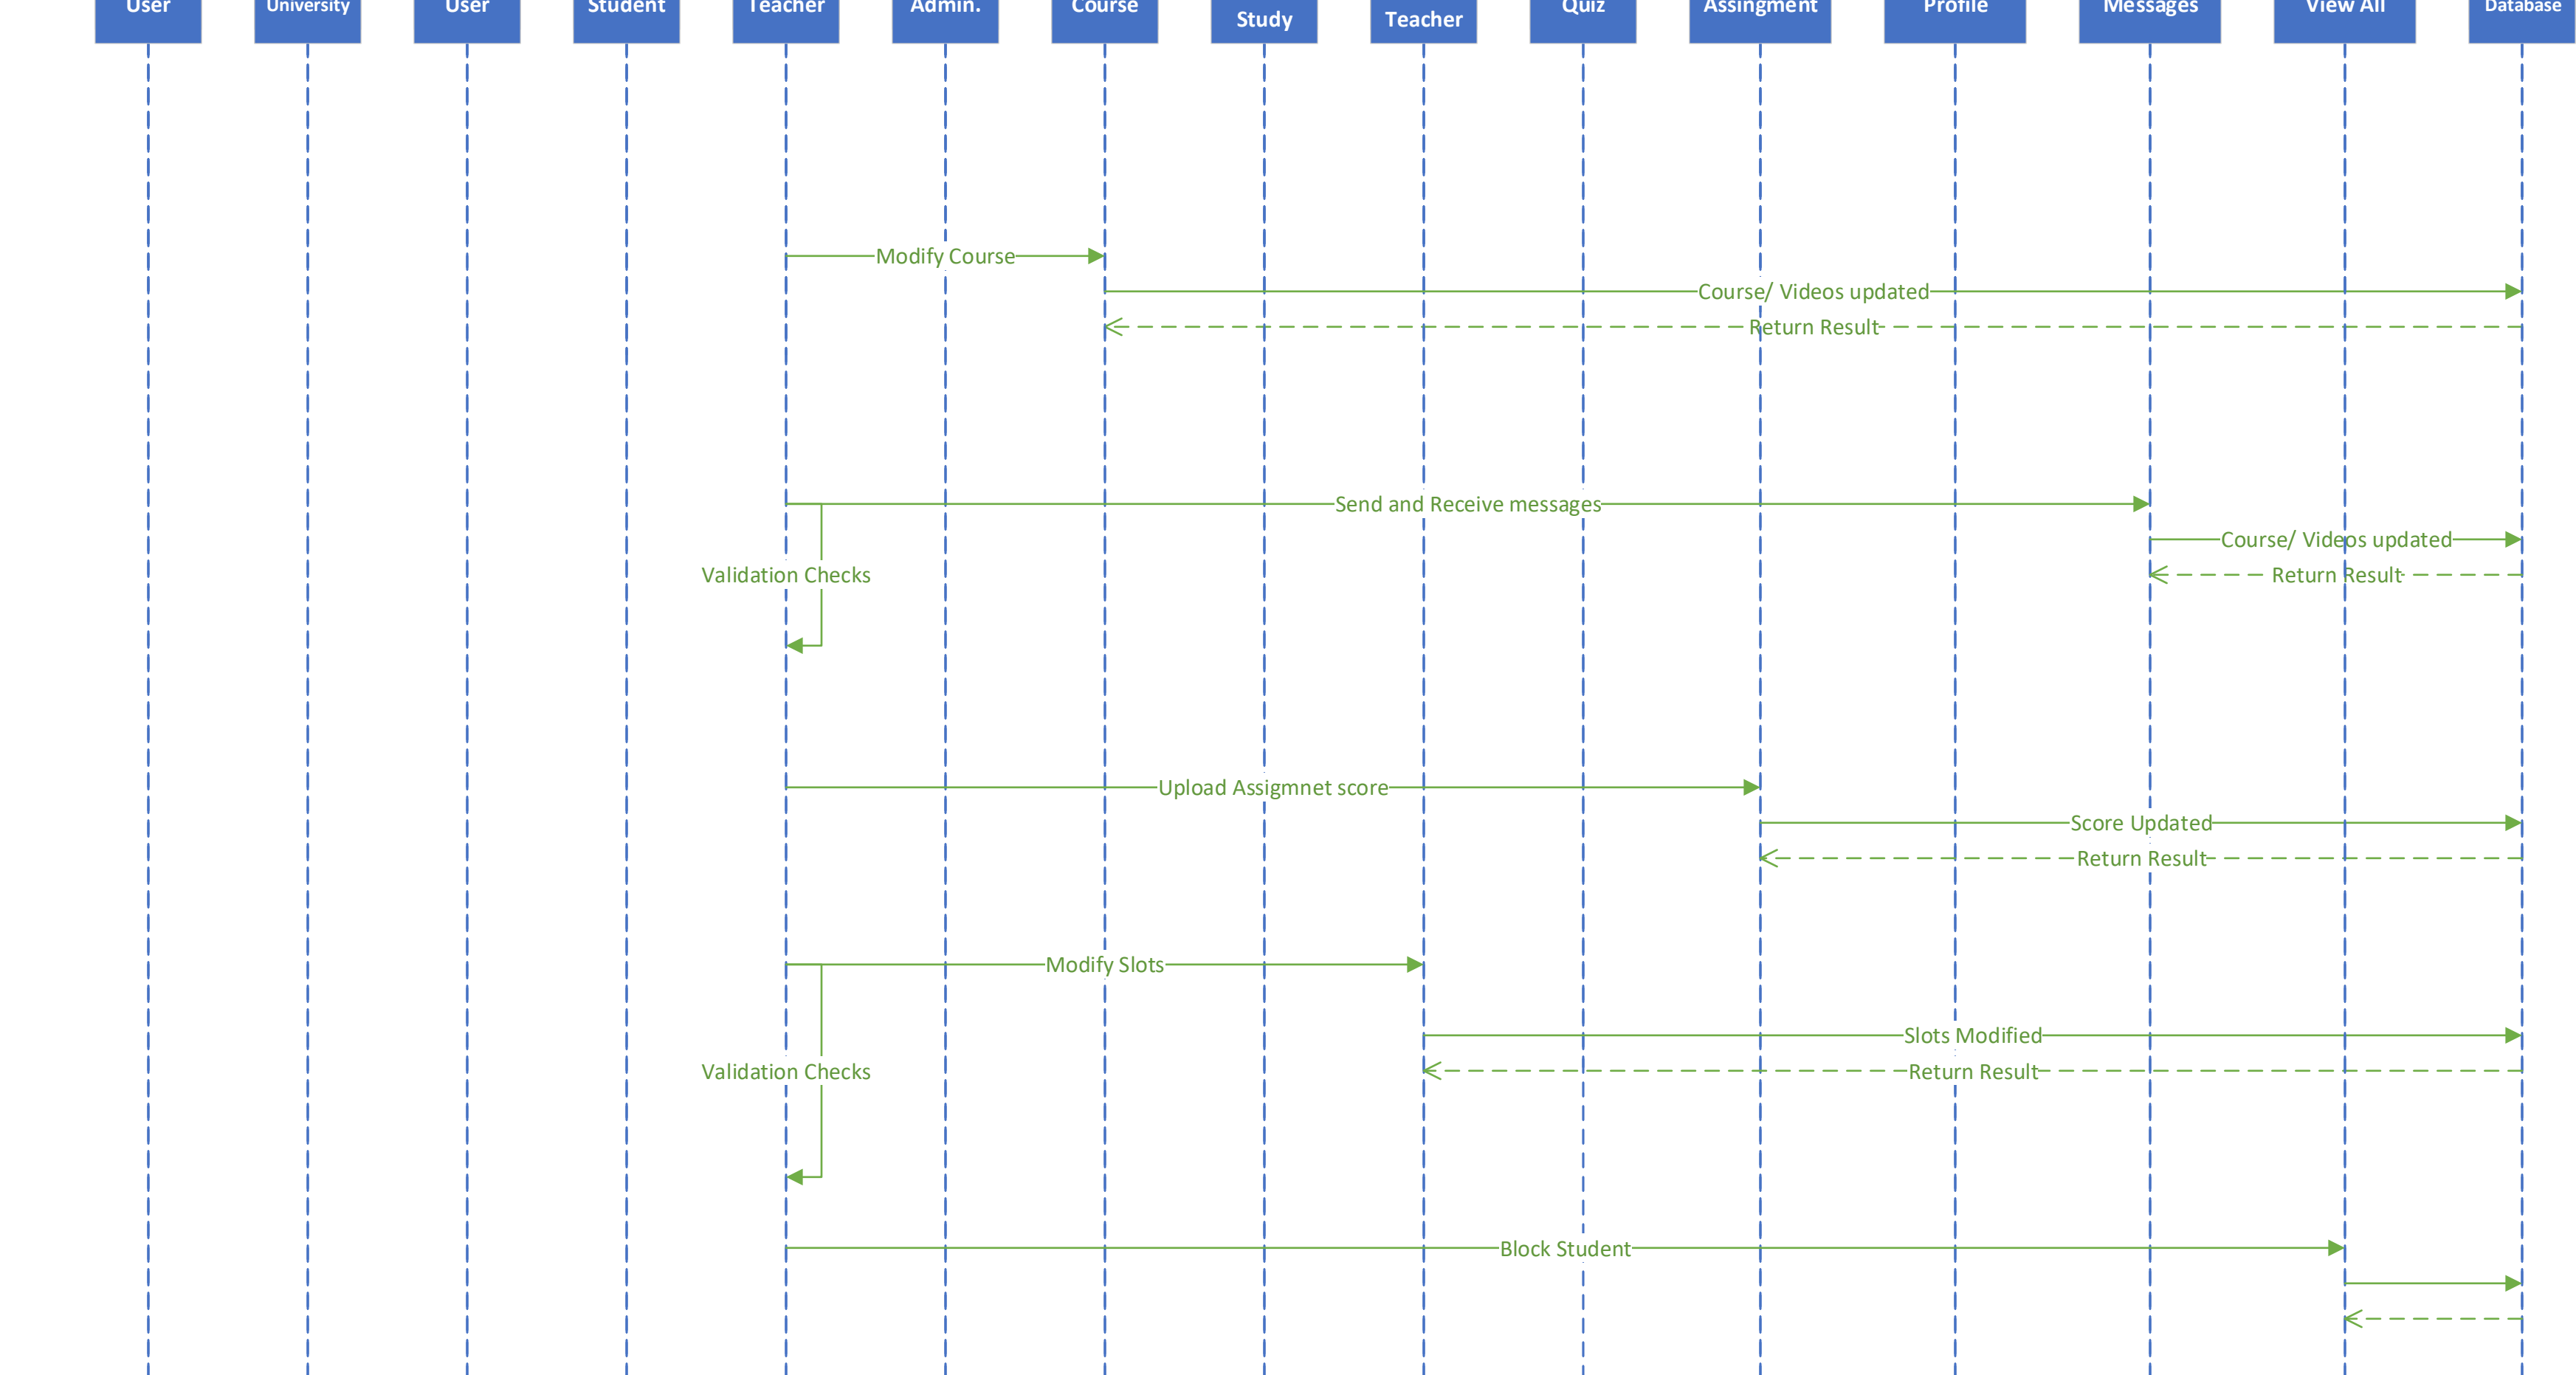 User
University
User
Student
Teacher
Admin.
Course
Study
Teacher
Quiz
Assingment
Profile
Messages
View All
Database
Modify Course
Course/ Videos updated
Return Result
Send and Receive messages
Course/ Videos updated
Validation Checks
Return Result
Upload Assigmnet score
Score Updated
Return Result
Modify Slots
Slots Modified
Validation Checks
Return Result
Block Student